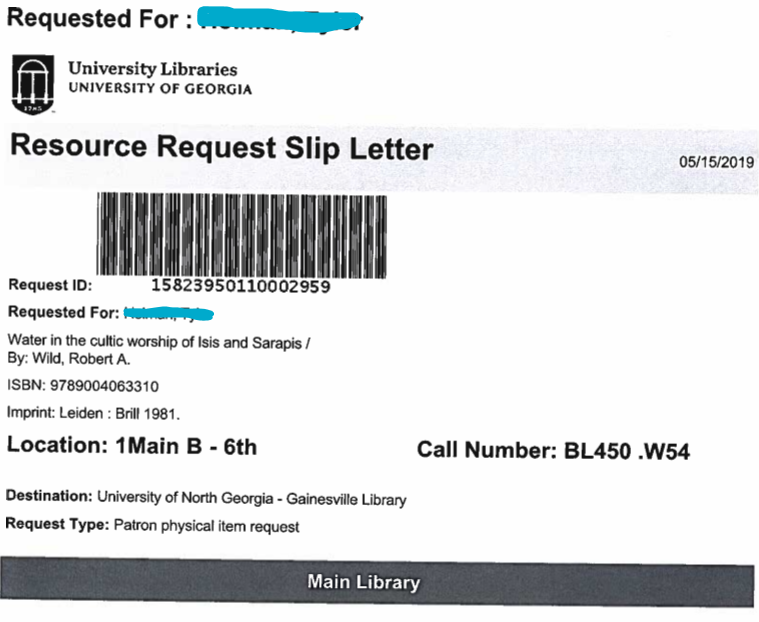 Requested For :
University Libraries
UNIVERSITY OF GEORGIA
1785
Resource Request Slip Letter
05/15/2019
Request ID: 15823950110002959
Requested For:
Water in the cultic worship of Isis and Sarapis /
By: Wild, Robert A.
ISBN: 9789004063310
Imprint: Leiden : Brill 1981.
Location: 1Main B - 6th Call Number: BL450 .W54
Destination: University of North Georgia - Gainesville Library
Request Type: Patron physical item request
Main Library